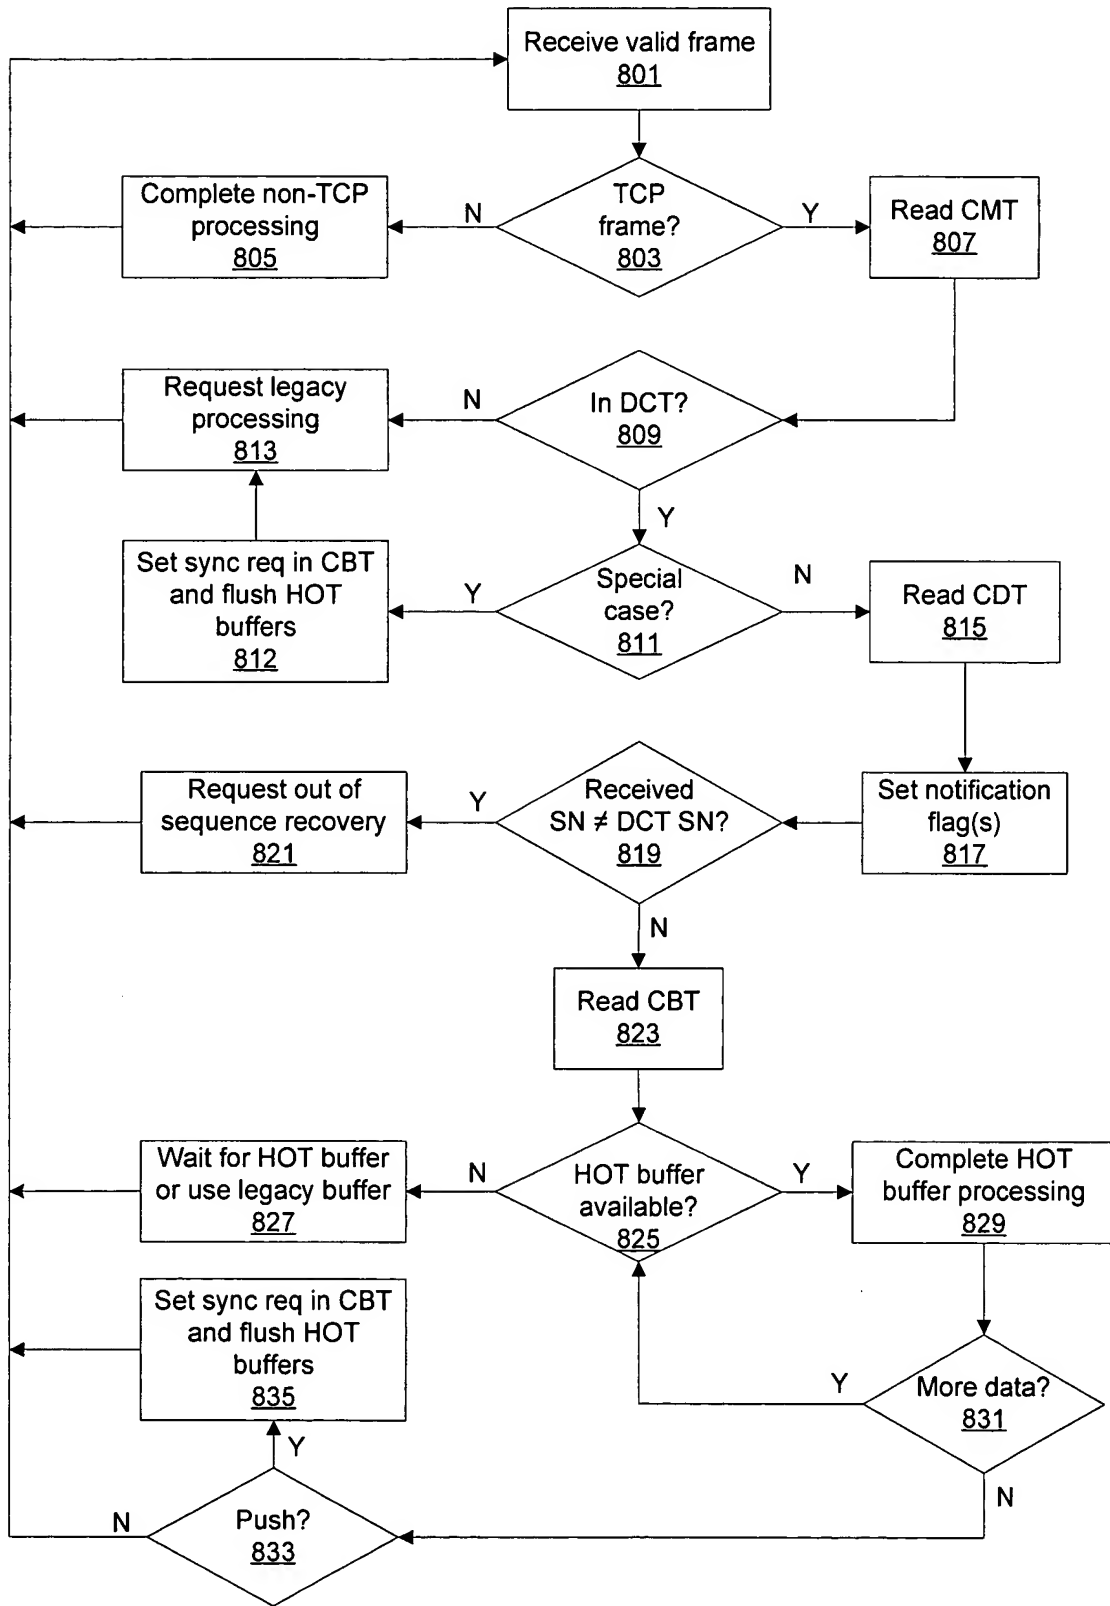 Receive valid frame
801
Complete non-TCP
processing
805
N
TCP
frame?
803
Y
Read CMT
807
Request legacy
processing
813
N
In DCT?
809
Y
Set sync req in CBT
and flush HOT
buffers
812
Y
Special
case?
811
N
Read CDT
815
Request out of
sequence recovery
821
Y
Received
SN ≠ DCT SN?
819
Set notification
flag(s)
817
N
Read CBT
823
Wait for HOT buffer
or use legacy buffer
827
N
HOT buffer
available?
825
Y
Complete HOT
buffer processing
829
Set sync req in CBT
and flush HOT
buffers
835
Y
More data?
831
Y
N
N
Push?
833